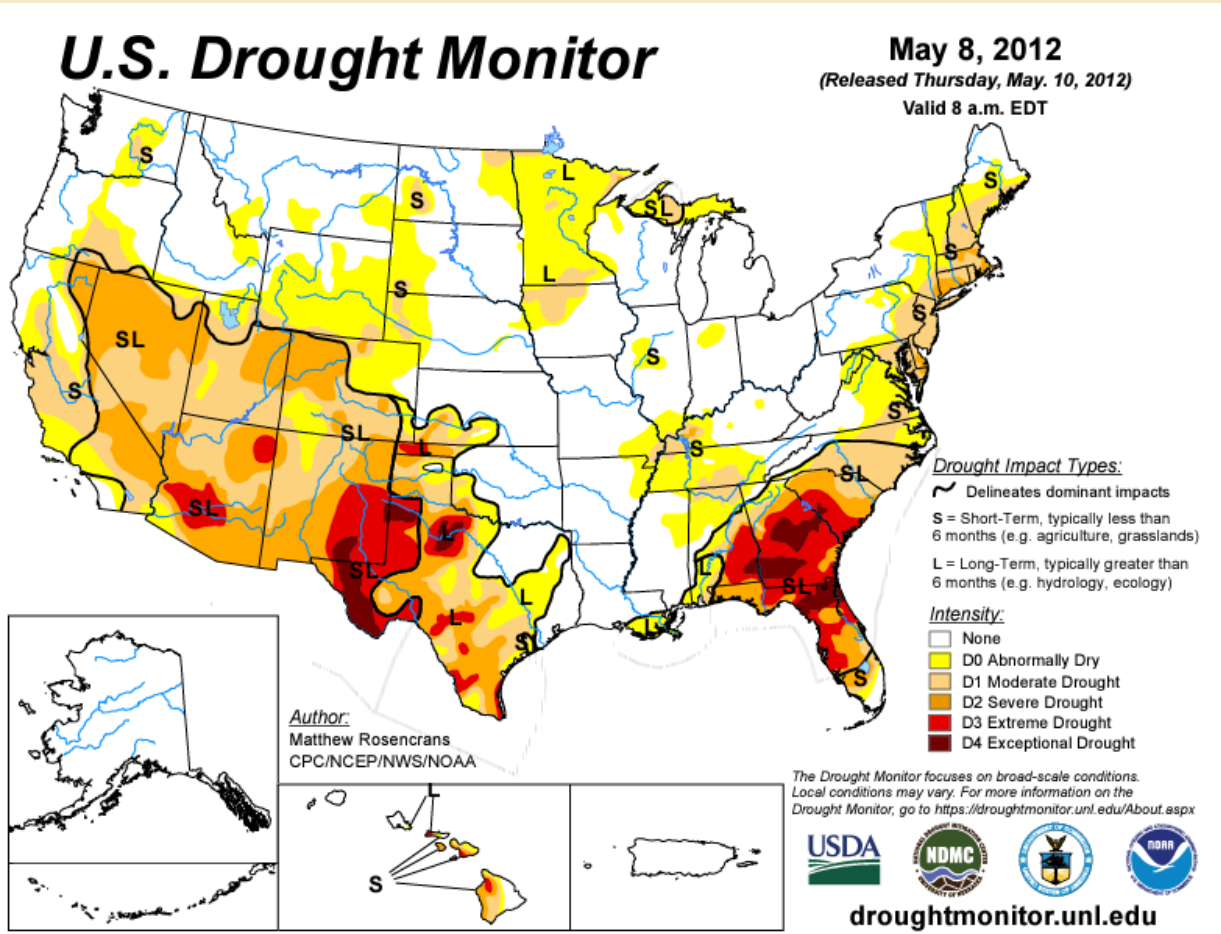 U.S. Drought Monitor
May 8, 2012
(Released Thursday, May. 10, 2012)
Valid 8 a.m. EDT
S
L
S
S
SL
L
S
S
L
S
SL
S
S
S
S
SL
L
S
SL
SL
L
L
SL
SL
L
L
L
S
L
S
Drought Impact Types:
Delineates dominant impacts
S = Short-Term, typically less than
6 months (e.g. agriculture, grasslands)
L = Long-Term, typically greater than
6 months (e.g. hydrology, ecology)
Intensity:
None
D0 Abnormally Dry
D1 Moderate Drought
D2 Severe Drought
D3 Extreme Drought
D4 Exceptional Drought
Author:
Matthew Rosencrans
CPC/NCEP/NWS/NOAA
L
S
The Drought Monitor focuses on broad-scale conditions.
Local conditions may vary. For more information on the
Drought Monitor, go to https://droughtmonitor.unl.edu/About.aspx
USDA
NDMC
NOAA
droughtmonitor.unl.edu